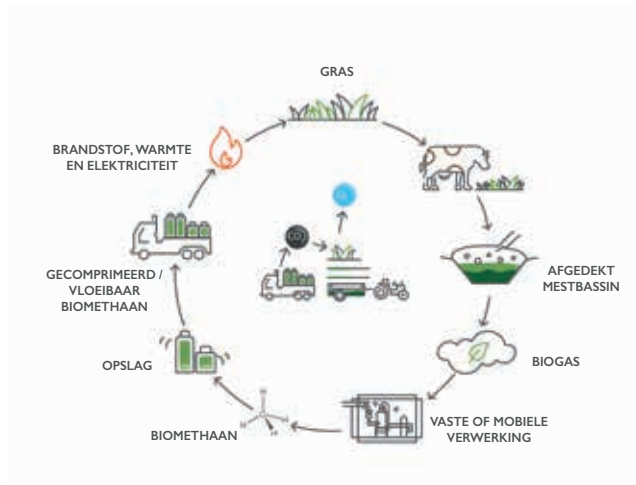 GRAS
BRANDSTOF, WARMTE
EN ELEKTRICITEIT
GECOMPRIMEERD /
VLOEIBAAR
BIOMETHAAN
AFGEDEKT
MESTBASSIN
OPSLAG
BIOGAS
BIOMETHAAN
VASTE OF MOBIELE
VERWERKING
H
H
H